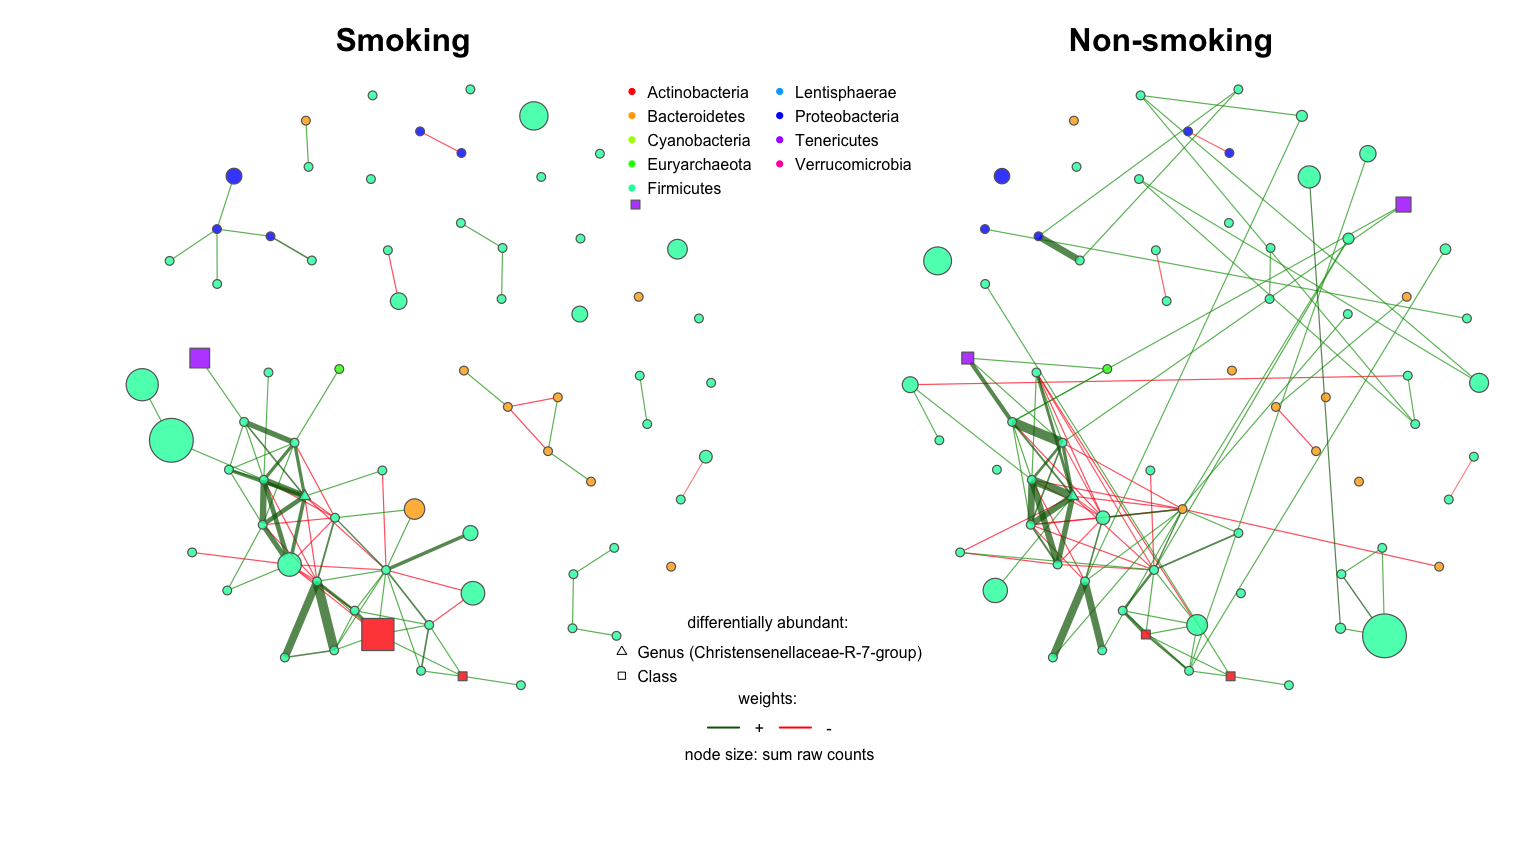 Smoking
Non-smoking
Actinobacteria
Bacteroidetes
Cyanobacteria
Euryarchaeota
Firmicutes
Lentisphaerae
Proteobacteria
Tenericutes
Verrucomicrobia
differentially abundant:
Genus (Christensenellaceae-R-7-group)
Class
weights:
+ -
node size: sum raw counts